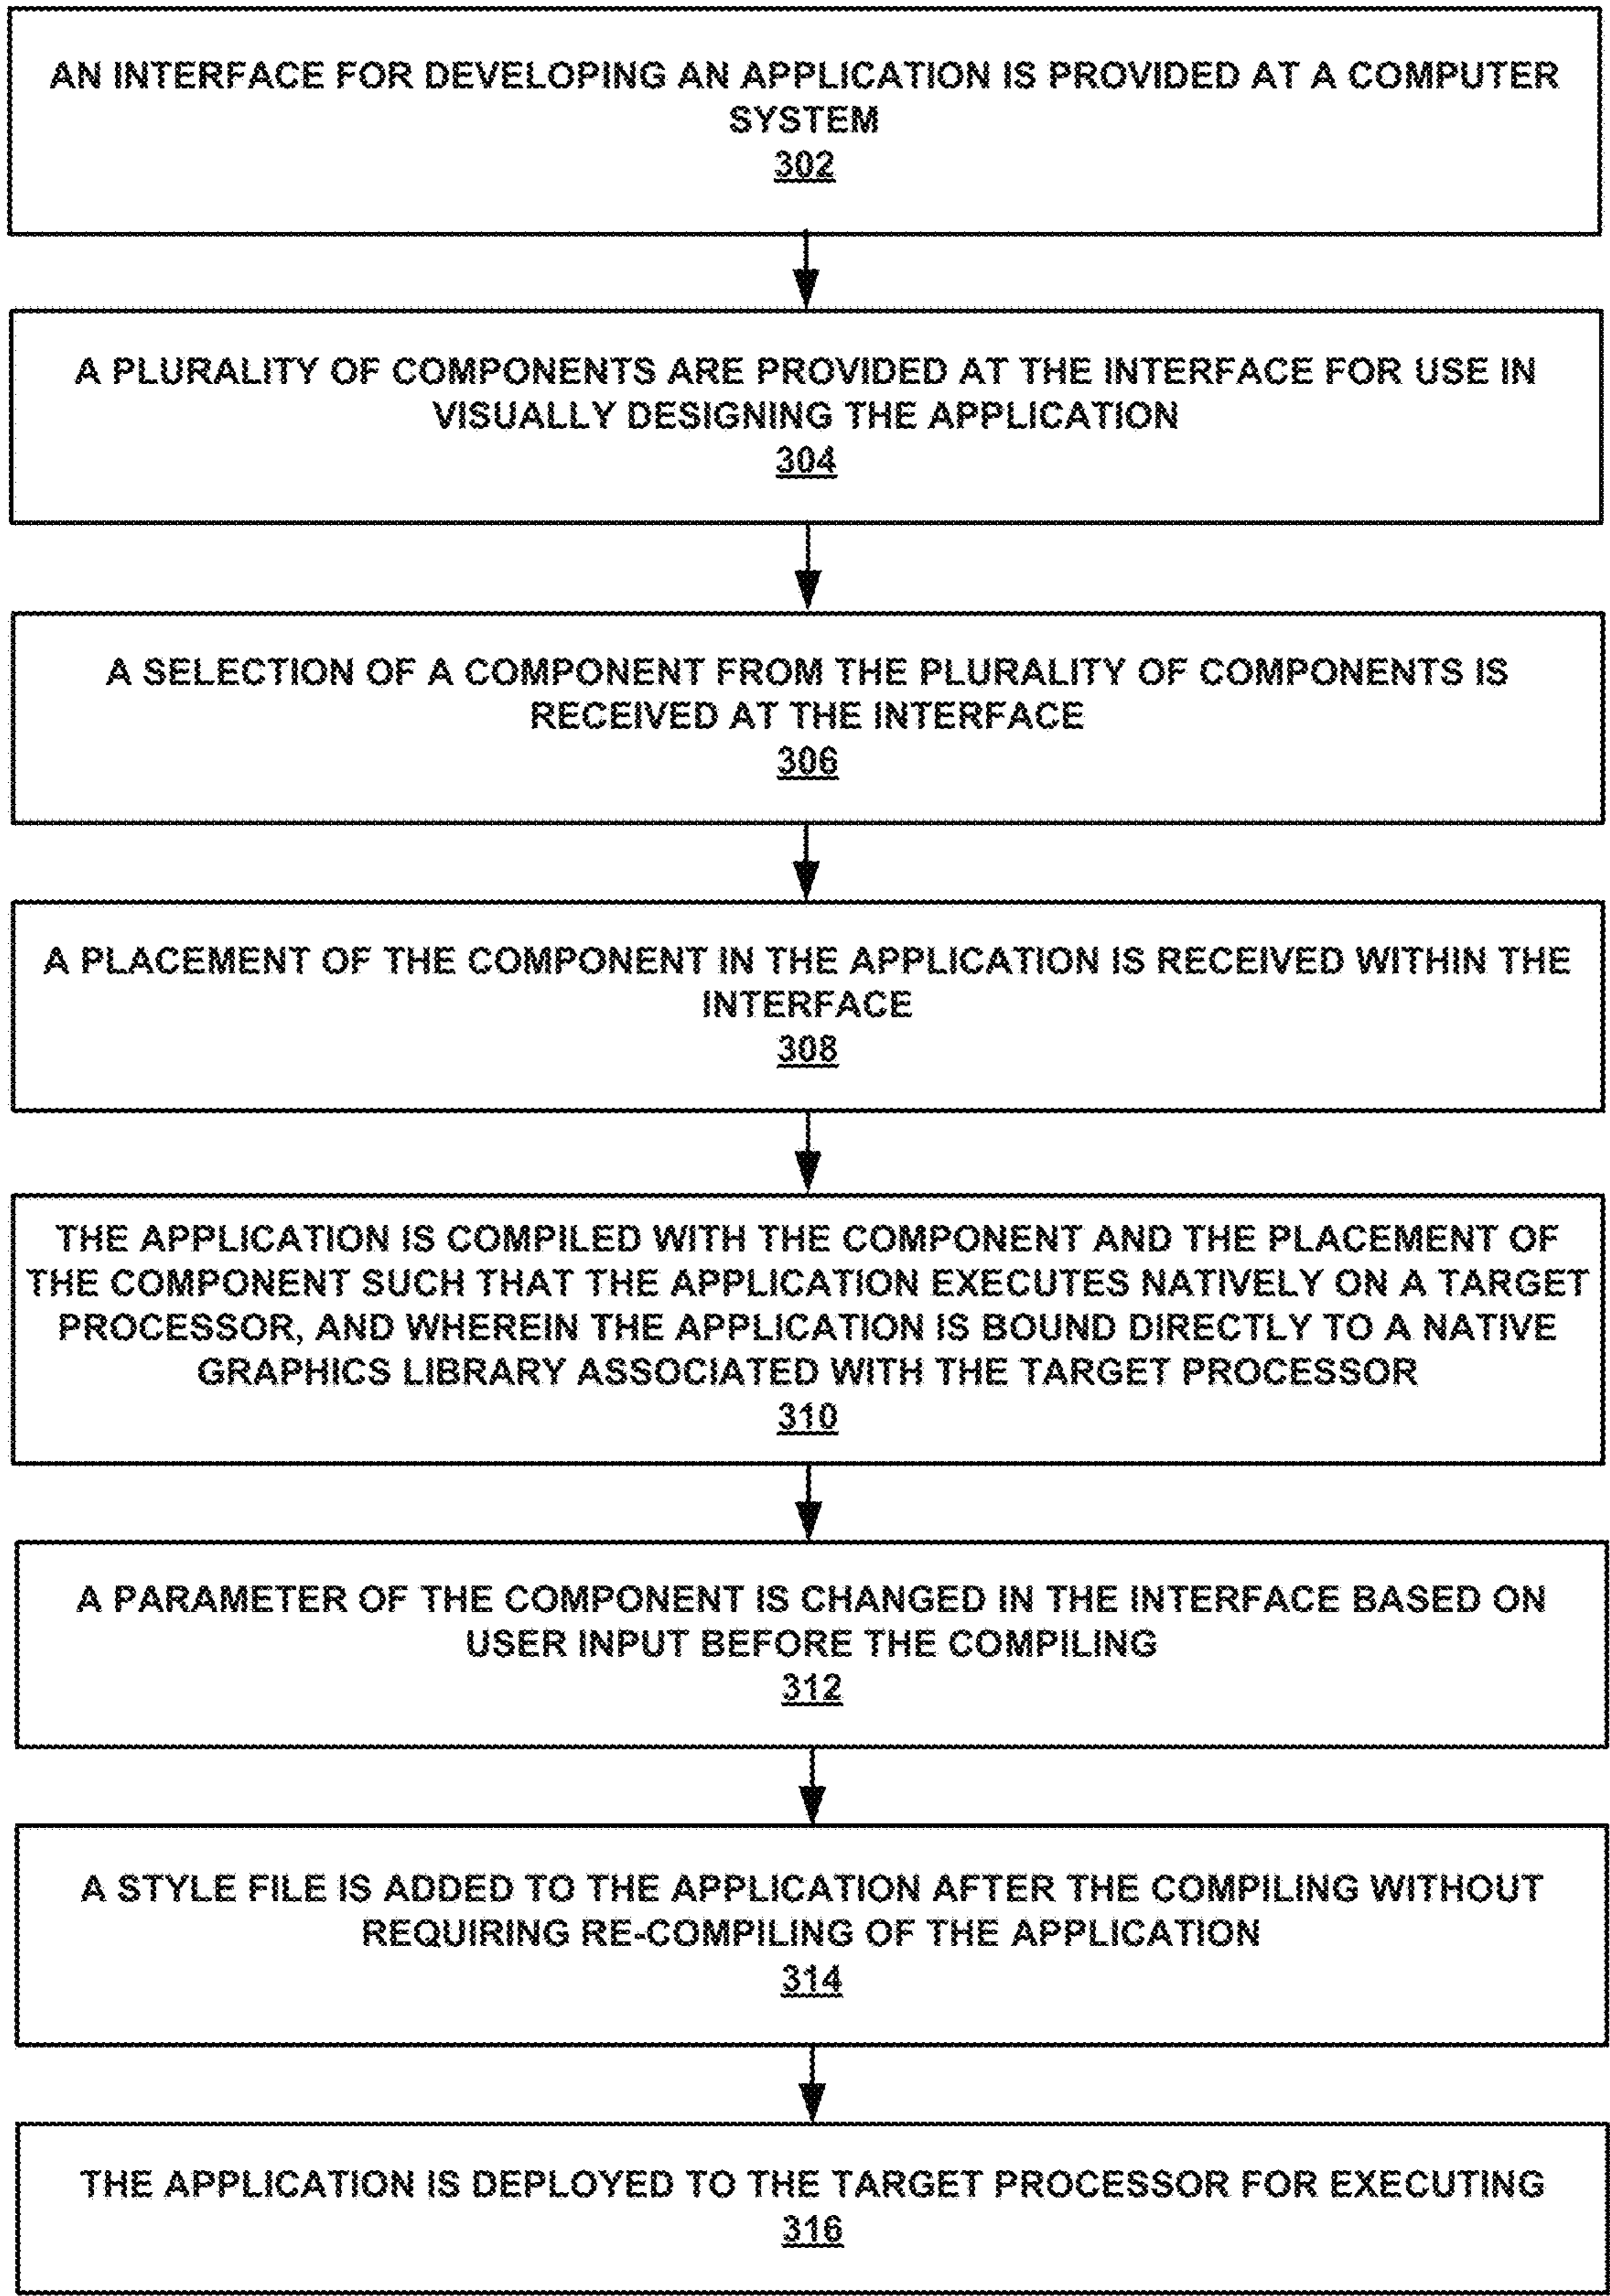 AN INTERFACE FOR DEVELOPING AN APPLICATION IS PROVIDED AT A COMPUTER
SYSTEM
302
A PLURALITY OF COMPONENTS ARE PROVIDED AT THE INTERFACE FOR USE IN
VISUALLY DESIGNING THE APPLICATION
304
A SELECTION OF A COMPONENT FROM THE PLURALITY OF COMPONENTS IS
RECEIVED AT THE INTERFACE
306
A PLACEMENT OF THE COMPONENT IN THE APPLICATION IS RECEIVED WITHIN THE
INTERFACE
308
THE APPLICATION IS COMPILED WITH THE COMPONENT AND THE PLACEMENT OF
THE COMPONENT SUCH THAT THE APPLICATION EXECUTES NATIVELY ON A TARGET
PROCESSOR, AND WHEREIN THE APPLICATION IS BOUND DIRECTLY TO A NATIVE
GRAPHICS LIBRARY ASSOCIATED WITH THE TARGET PROCESSOR
310
A PARAMETER OF THE COMPONENT IS CHANGED IN THE INTERFACE BASED ON
USER INPUT BEFORE THE COMPILING
312
A STYLE FILE IS ADDED TO THE APPLICATION AFTER THE COMPILING WITHOUT
REQUIRING RE-COMPILING OF THE APPLICATION
314
THE APPLICATION IS DEPLOYED TO THE TARGET PROCESSOR FOR EXECUTING
316